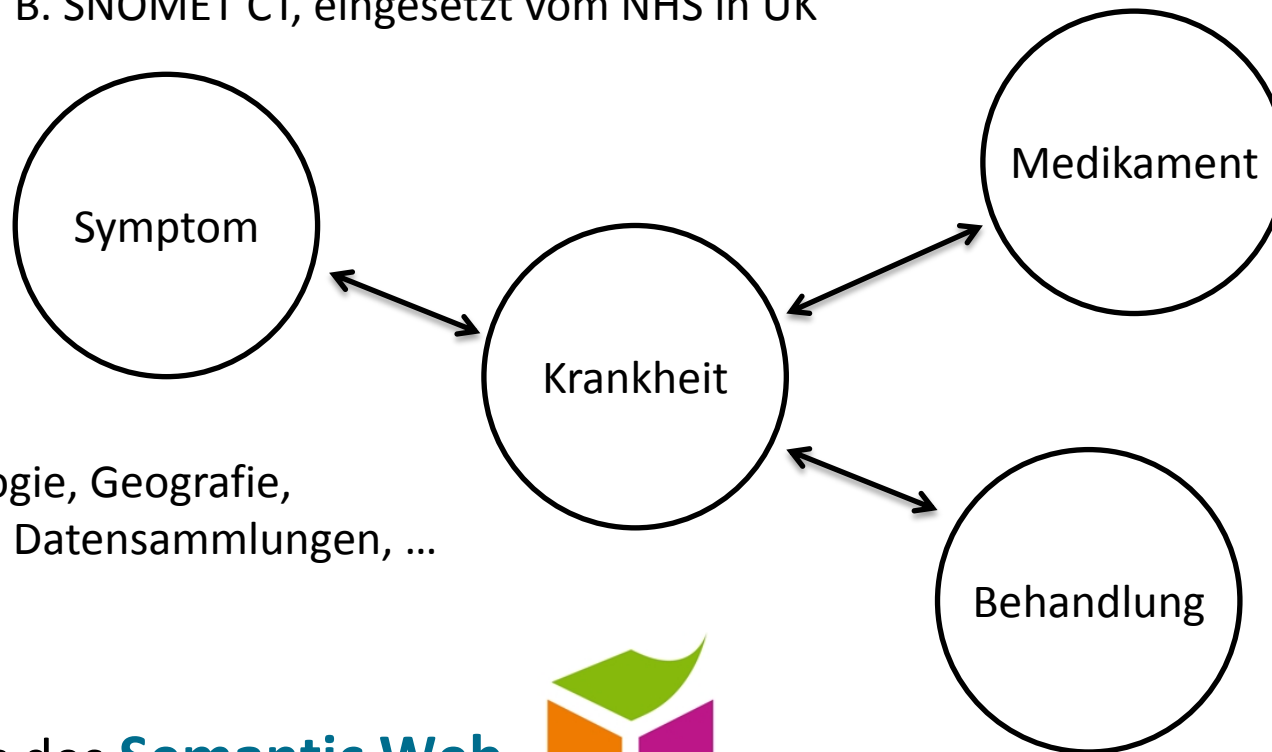 B. SNOMET CT, eingesetzt vom NHS in UK
Medikament
Symptom
Krankheit
ogie, Geografie,
Datensammlungen, ...
Behandlung
des Semantic Web